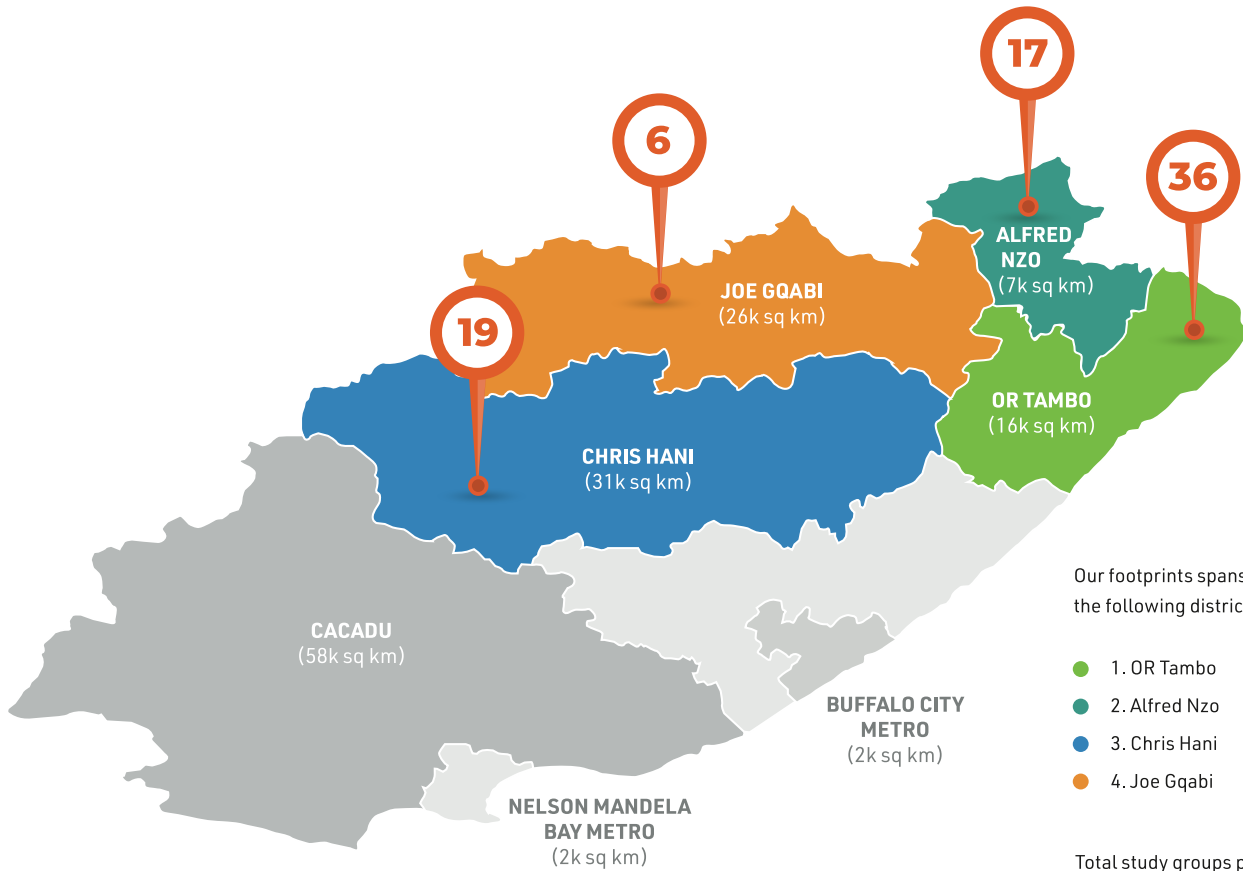 17
6
36
19
ALFRED
NZO
(7k sq km)
JOE GQABI
(26k sq km)
OR TAMBO
(16k sq km)
CHRIS HANI
(31k sq km)
CACADU
(58k sq km)
BUFFALO CITY
METRO
(2k sq km)
NELSON MANDELA
BAY METRO
(2k sq km)
Our footprints spans
the following distric
1. OR Tambo
2. Alfred Nzo
3. Chris Hani
4. Joe Gqabi
Total study groups p